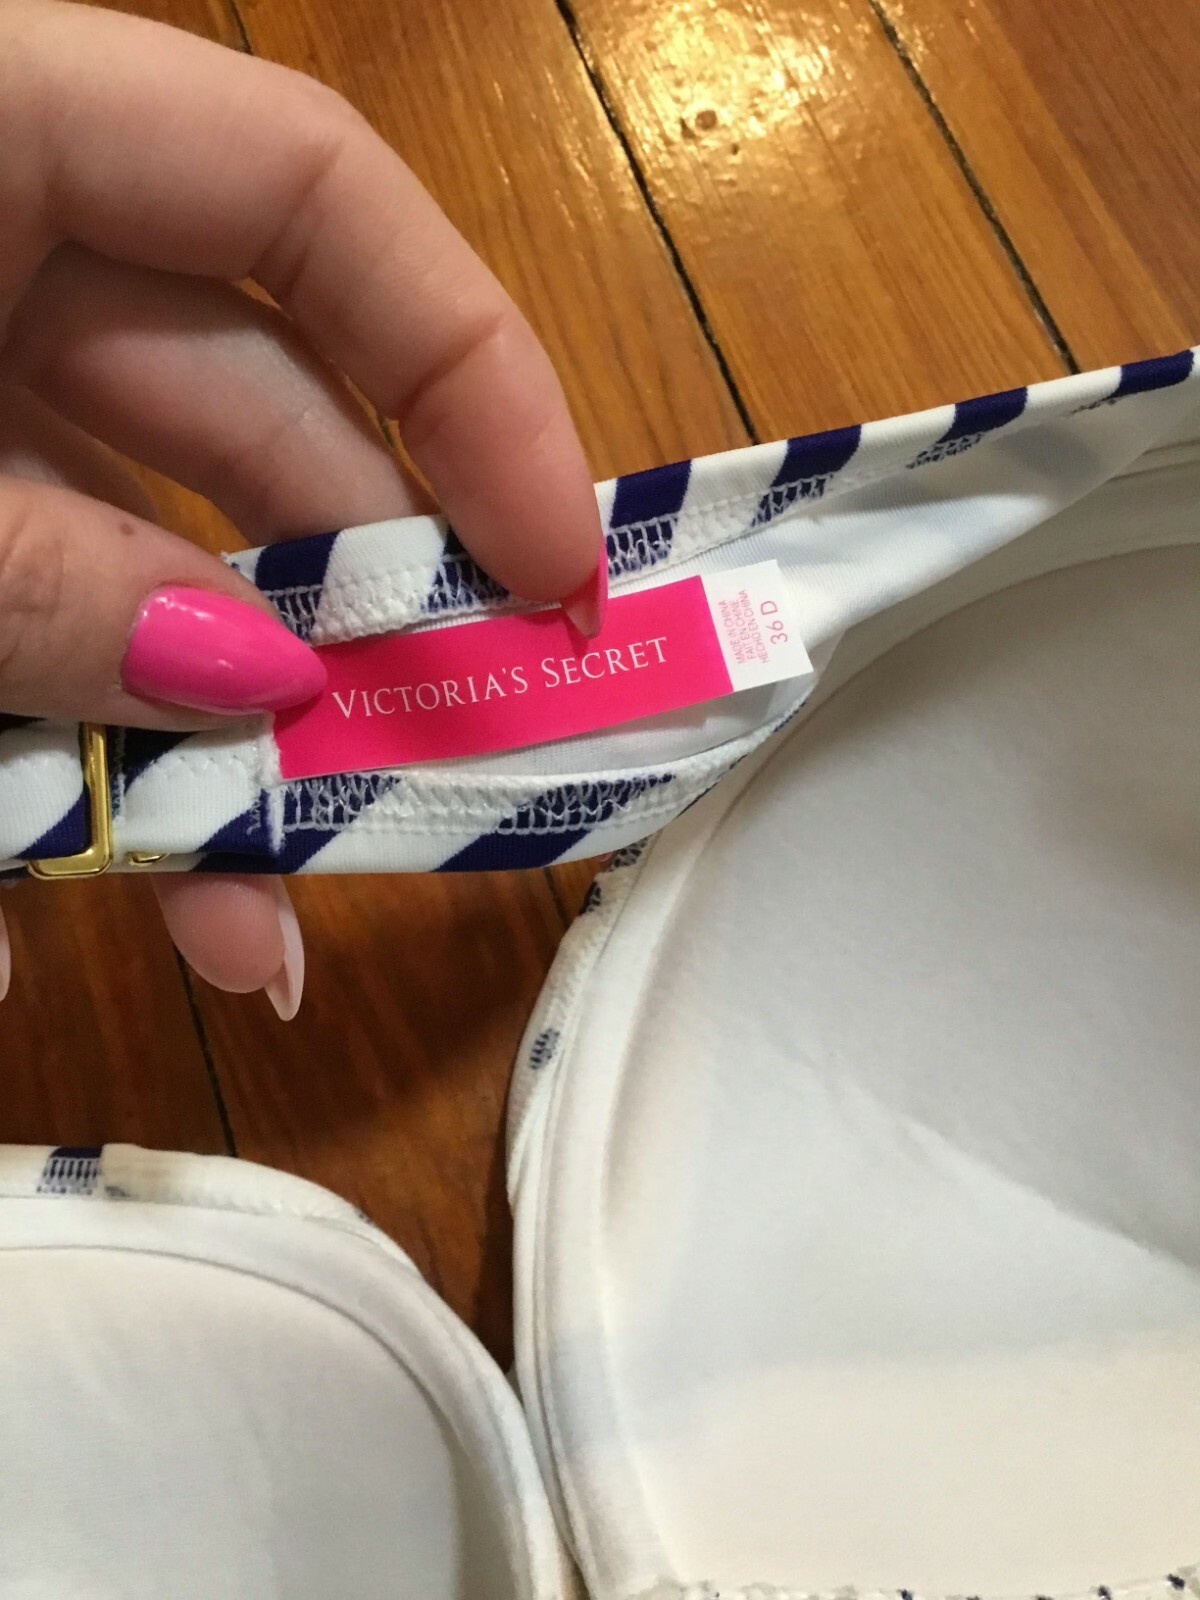 VICTORIA'S SECRET
MADE IN CHINA
FAIT EN CHINE
HECHO EN CHINA
36 D